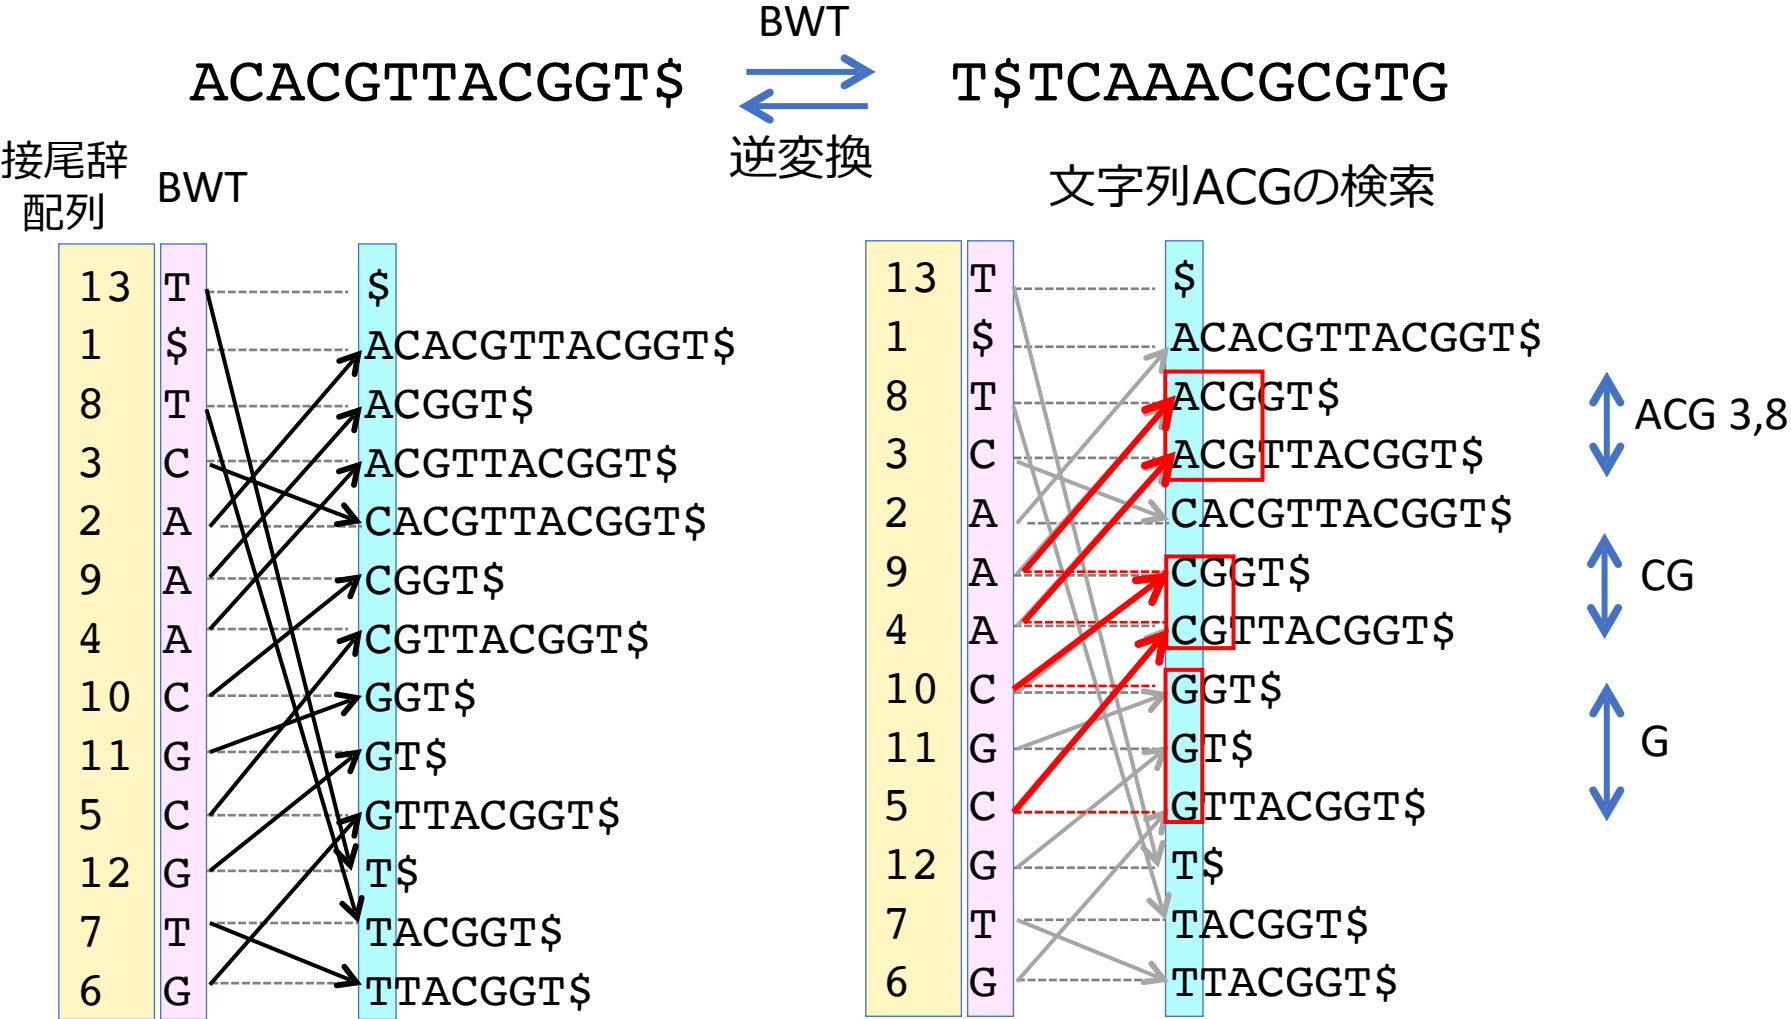 BWT
ACACGTTACGGT$ T$TCAAACGCGTG
逆変換
接尾辞
配列
BWT
13 T $
1 $ ACACGTTACGGT$
8 T ACGGT$
3 C ACGTTACGGT$
2 A CACGTTACGGT$
9 A CGGT$
4 A CGTTACGGT$
10 C GGT$
11 G GT$
5 C GTTACGGT$
12 G T$
7 T TACGGT$
6 G TTACGGT$
文字列ACGの検索
13 T $
1 $ ACACGTTACGGT$
8 T ACGGT$
3 C ACGTTACGGT$
2 A CACGTTACGGT$
9 A CGGT$
4 A CGTTACGGT$
10 C GGT$
11 G GT$
5 C GTTACGGT$
12 G T$
7 T TACGGT$
6 G TTACGGT$
ACG 3,8
CG
G